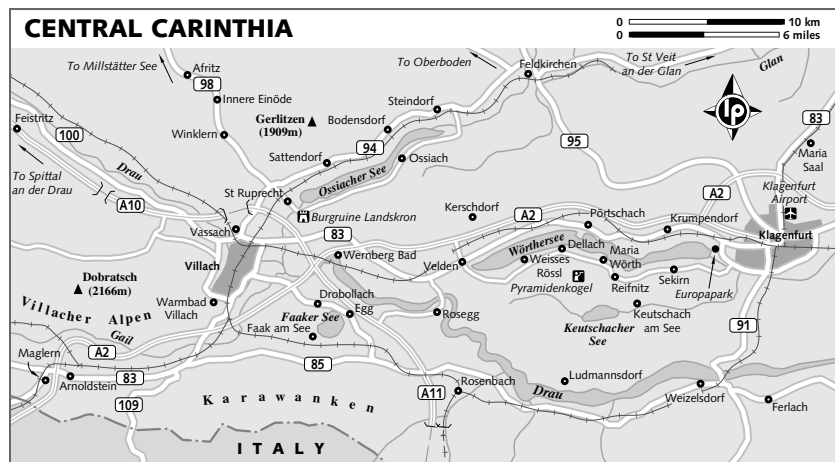 CENTRAL CARINTHIA
0 10 km
0 6 miles
To Millstätter See
Afritz
98
Innere Einöde
Gerlitzen
(1909m)
Winklern
To Oberboden
Feldkirchen
To St Veit
an der Glan
Glan
lp
Steindorf
Bodensdorf
94
Sattendorf
Ossiach
Ossiacher See
95
83
Maria
Saal
Feistritz
100
Drau
To Spittal
an der Drau
A10
St Ruprecht
Burgruine Landskron
Vassach
Villach
83
Kerschdorf
A2
Pörtschach
Krumpendorf
A2
Klagenfurt
Airport
Klagenfurt
Wernberg Bad
Velden
Wörthersee
Weisses
Rössl
Dellach
Maria
Wörth
Pyramidenkogel
Reifnitz
Sekirn
Europapark
Dobratsch
(2166m)
Villacher Alpen
Warmbad
Villach
Drobollach
Egg
Faaker See
Faak am See
Rosegg
Keutschach
am See
Keutschacher
See
91
Gail
Maglern
A2
83
Arnoldstein
109
85
Karawanken
A11
Rosenbach
Drau
Ludmannsdorf
Weizelsdorf
Ferlach
ITALY